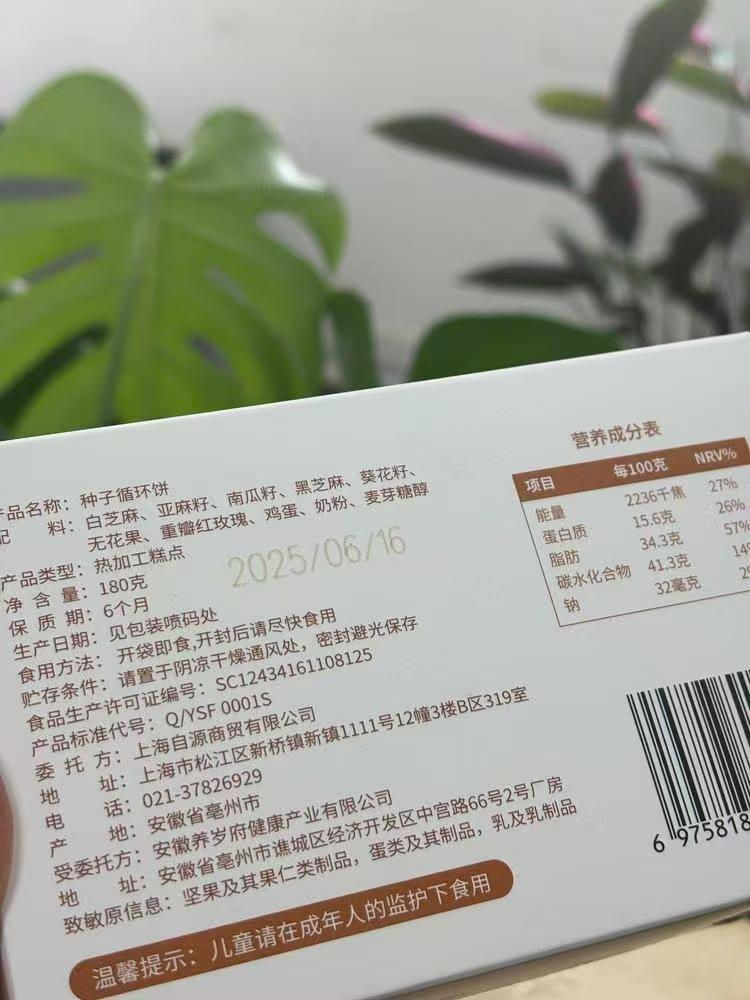 产品名称：种子循环饼
配 料：白芝麻、亚麻籽、南瓜籽、黑芝麻、葵花籽、
无花果、重瓣红玫瑰、鸡蛋、奶粉、麦芽糖醇
产品类型：热加工糕点
净 含 量：180克
保 质 期：6个月
生产日期：见包装喷码处
2025/06/16
食用方法：开袋即食,开封后请尽快食用
贮存条件：请置于阴凉干燥通风处，密封避光保存
食品生产许可证编号：SC12434161108125
产品标准代号：Q/YSF 0001S
委 托 方：上海自源商贸有限公司
地 址：上海市松江区新桥镇新镇1111号12幢3楼B区319室
电 话：021-37826929
产 地：安徽省亳州市
受委托方：安徽养岁府健康产业有限公司
地 址：安徽省亳州市谯城区经济开发区中宫路66号2号厂房
致敏原信息：坚果及其果仁类制品，蛋类及其制品，乳及乳制品
温馨提示：儿童请在成年人的监护下食用
营养成分表
项目 每100克 NRV%
能量 2236千焦 27%
蛋白质 15.6克 26%
脂肪 34.3克 57%
碳水化合物 41.3克 14
钠 32毫克
6 975818